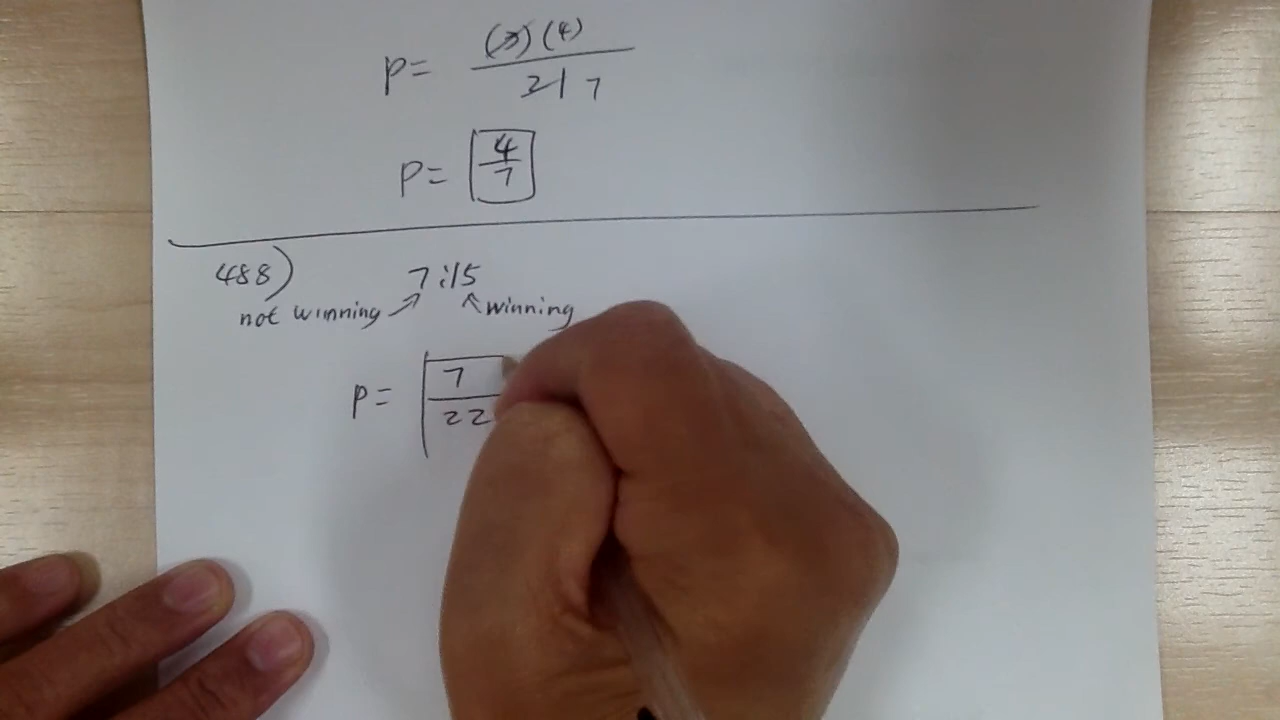 p= (3)(4)
21 7
p= 4
7
488) 7:15
not winning winning
p= 7
22